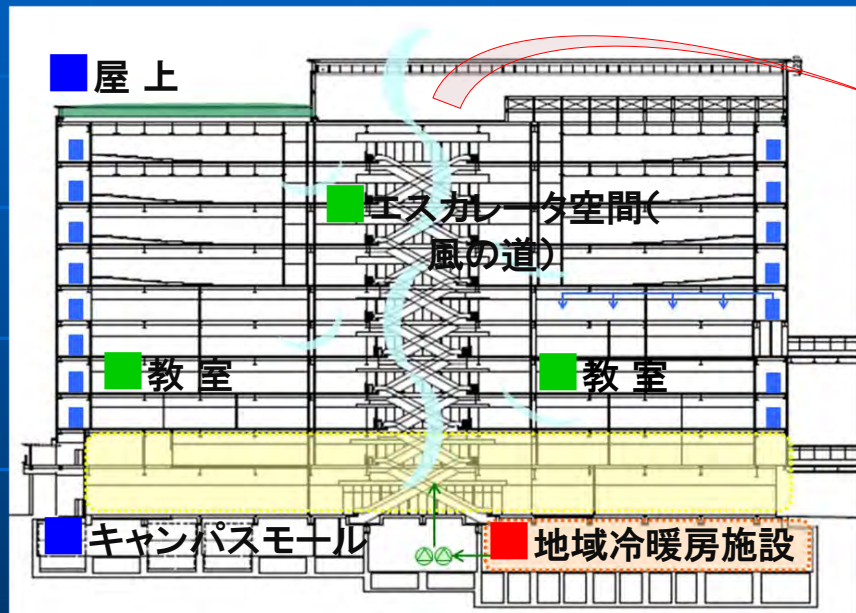 屋 上
エスカレータ空間(
風の道)
教 室
教 室
キャンパスモール
地域冷暖房施設